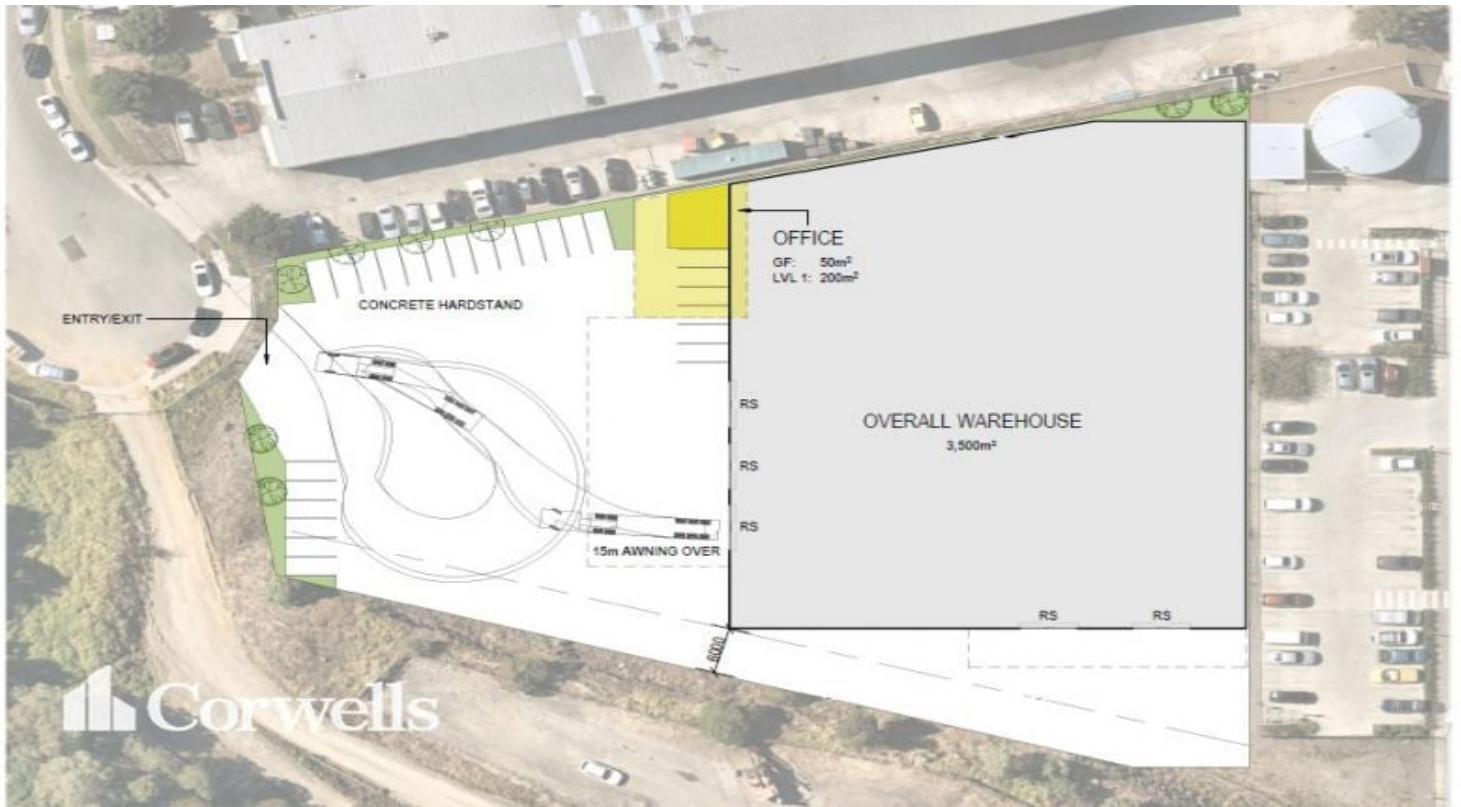 OFFICE
GF: 50m²
LVL 1: 200m²
CONCRETE HARDSTAND
ENTRY/EXIT
RS
OVERALL WAREHOUSE
3,500m²
RS
RS
15m AWNING OVER
RS
RS
6000
Corwells